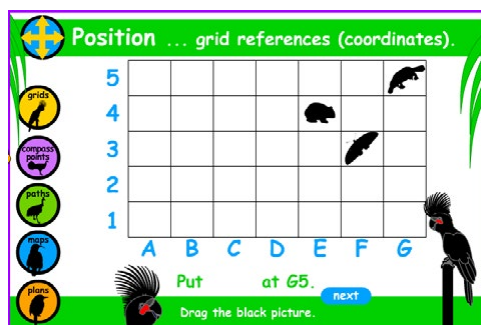 Position ... grid references (coordinates).
grids
compass
points
paths
maps
plans
5
4
3
2
1
A B C D E F G
Put at G5.
next
Drag the black picture.